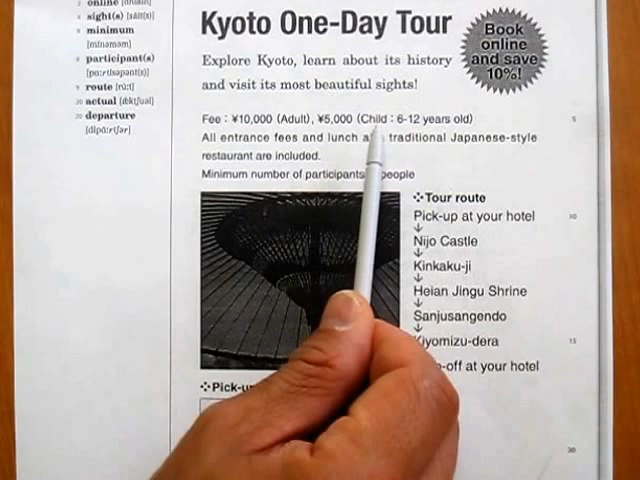 online
sight(s) [sáit(s)]
minimum
[mínəməm]
participant(s)
[pɑːrtísəpənt(s)]
route [rúːt]
actual [ǽktʃuəl]
departure
[dipɑ́ːrtʃər]
Kyoto One-Day Tour
Book
online
and save
10%!
Explore Kyoto, learn about its history
and visit its most beautiful sights!
Fee : ¥10,000 (Adult), ¥5,000 (Child : 6-12 years old)
5
All entrance fees and lunch traditional Japanese-style
restaurant are included.
Minimum number of participants people
✣Tour route
Pick-up at your hotel
10
↓
Nijo Castle
↓
Kinkaku-ji
↓
Heian Jingu Shrine
↓
Sanjusangendo
↓
Kiyomizu-dera
15
-off at your hotel
✣Pick-u
20